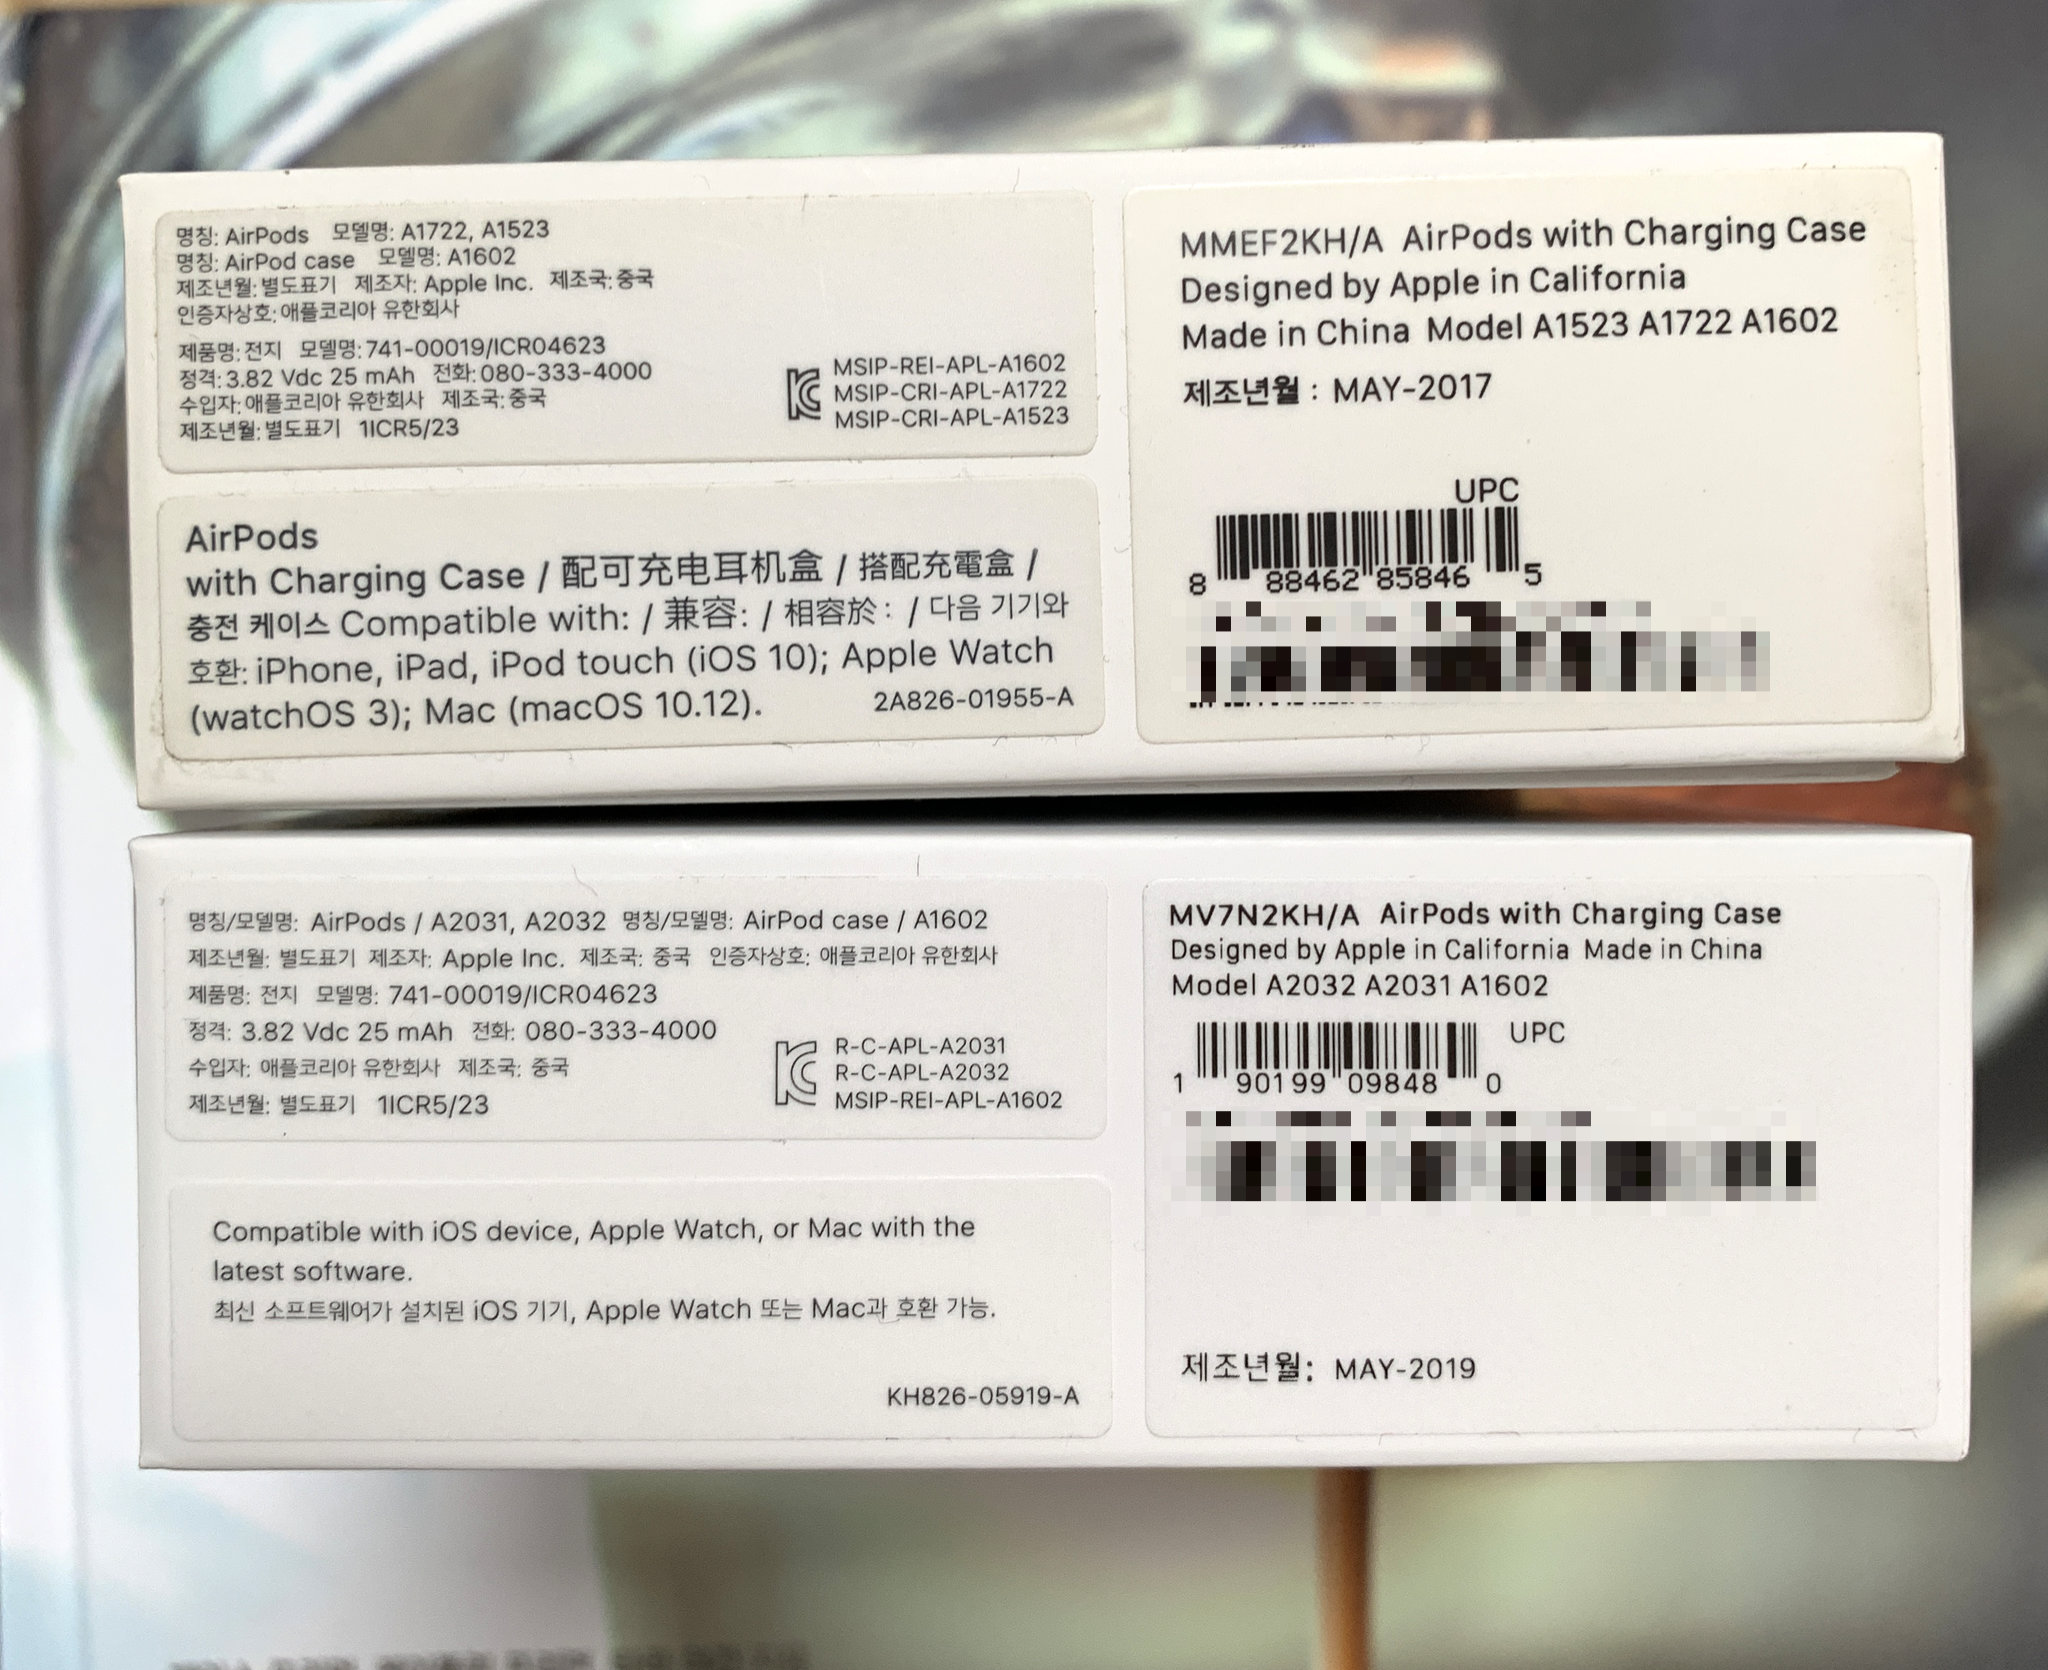 명칭: AirPods 모델명: A1722, A1523
명칭: AirPod case 모델명: A1602
제조년월: 별도표기 제조자: Apple Inc. 제조국: 중국
인증자상호: 애플코리아 유한회사
제품명: 전지 모델명: 741-00019/ICR04623
정격: 3.82 Vdc 25 mAh 전화: 080-333-4000
수입자: 애플코리아 유한회사 제조국: 중국
제조년월: 별도표기 1ICR5/23
MSIP-REI-APL-A1602
MSIP-CRI-APL-A1722
MSIP-CRI-APL-A1523
AirPods
with Charging Case / 配可充电耳机盒 / 搭配充電盒 /
충전 케이스 Compatible with: / 兼容: / 相容於: / 다음 기기와
호환: iPhone, iPad, iPod touch (iOS 10); Apple Watch
(watchOS 3); Mac (macOS 10.12).
2A826-01955-A
MMEF2KH/A AirPods with Charging Case
Designed by Apple in California
Made in China Model A1523 A1722 A1602
제조년월 : MAY-2017
UPC
8 88462 85846 5
명칭/모델명: AirPods / A2031, A2032 명칭/모델명: AirPod case / A1602
제조년월: 별도표기 제조자: Apple Inc. 제조국: 중국 인증자상호: 애플코리아 유한회사
제품명: 전지 모델명: 741-00019/ICR04623
정격: 3.82 Vdc 25 mAh 전화: 080-333-4000
수입자: 애플코리아 유한회사 제조국: 중국
제조년월: 별도표기 1ICR5/23
R-C-APL-A2031
R-C-APL-A2032
MSIP-REI-APL-A1602
Compatible with iOS device, Apple Watch, or Mac with the
latest software.
최신 소프트웨어가 설치된 iOS 기기, Apple Watch 또는 Mac과 호환 가능.
KH826-05919-A
MV7N2KH/A AirPods with Charging Case
Designed by Apple in California Made in China
Model A2032 A2031 A1602
UPC
1 90199 09848 0
제조년월: MAY-2019